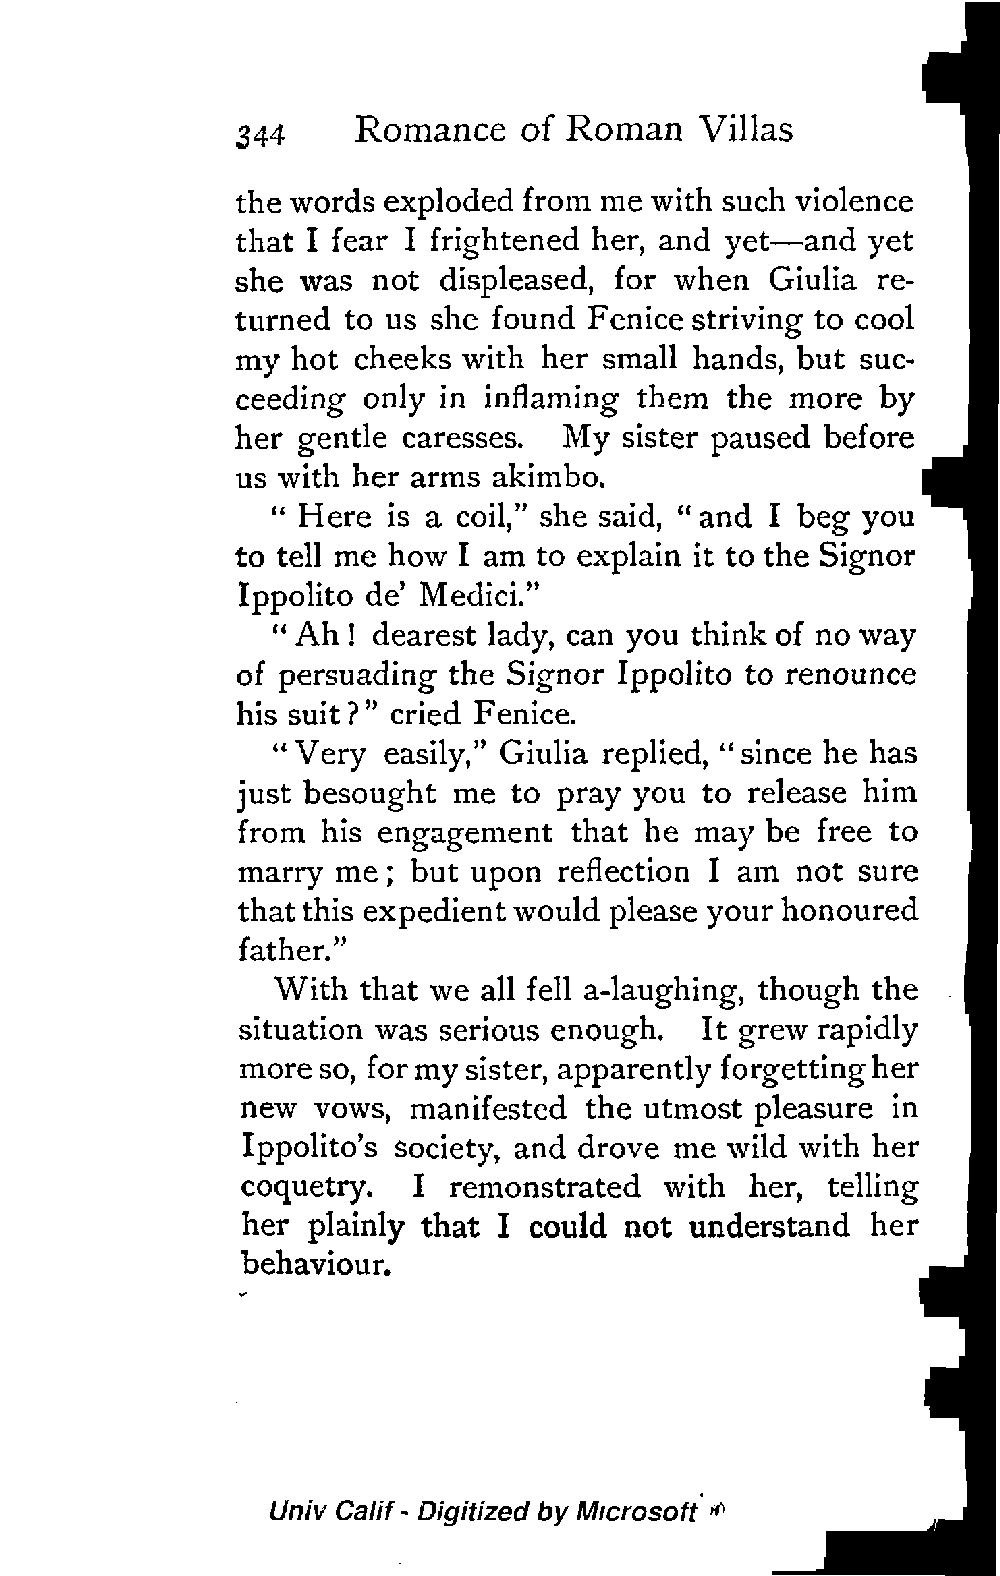 344 Romance of Roman Villas
the words exploded from me with such violence
that I fear I frightened her, and yet—and yet
she was not displeased, for when Giulia re-
turned to us she found Fenice striving to cool
my hot cheeks with her small hands, but suc-
ceeding only in inflaming them the more by
her gentle caresses. My sister paused before
us with her arms akimbo.
“ Here is a coil,” she said, “ and I beg you
to tell me how I am to explain it to the Signor
Ippolito de’ Medici.”
“ Ah ! dearest lady, can you think of no way
of persuading the Signor Ippolito to renounce
his suit ? ” cried Fenice.
“ Very easily,” Giulia replied, “ since he has
just besought me to pray you to release him
from his engagement that he may be free to
marry me ; but upon reflection I am not sure
that this expedient would please your honoured
father.”
With that we all fell a-laughing, though the
situation was serious enough. It grew rapidly
more so, for my sister, apparently forgetting her
new vows, manifested the utmost pleasure in
Ippolito’s society, and drove me wild with her
coquetry. I remonstrated with her, telling
her plainly that I could not understand her
behaviour.
Univ Calif - Digitized by Microsoft ®